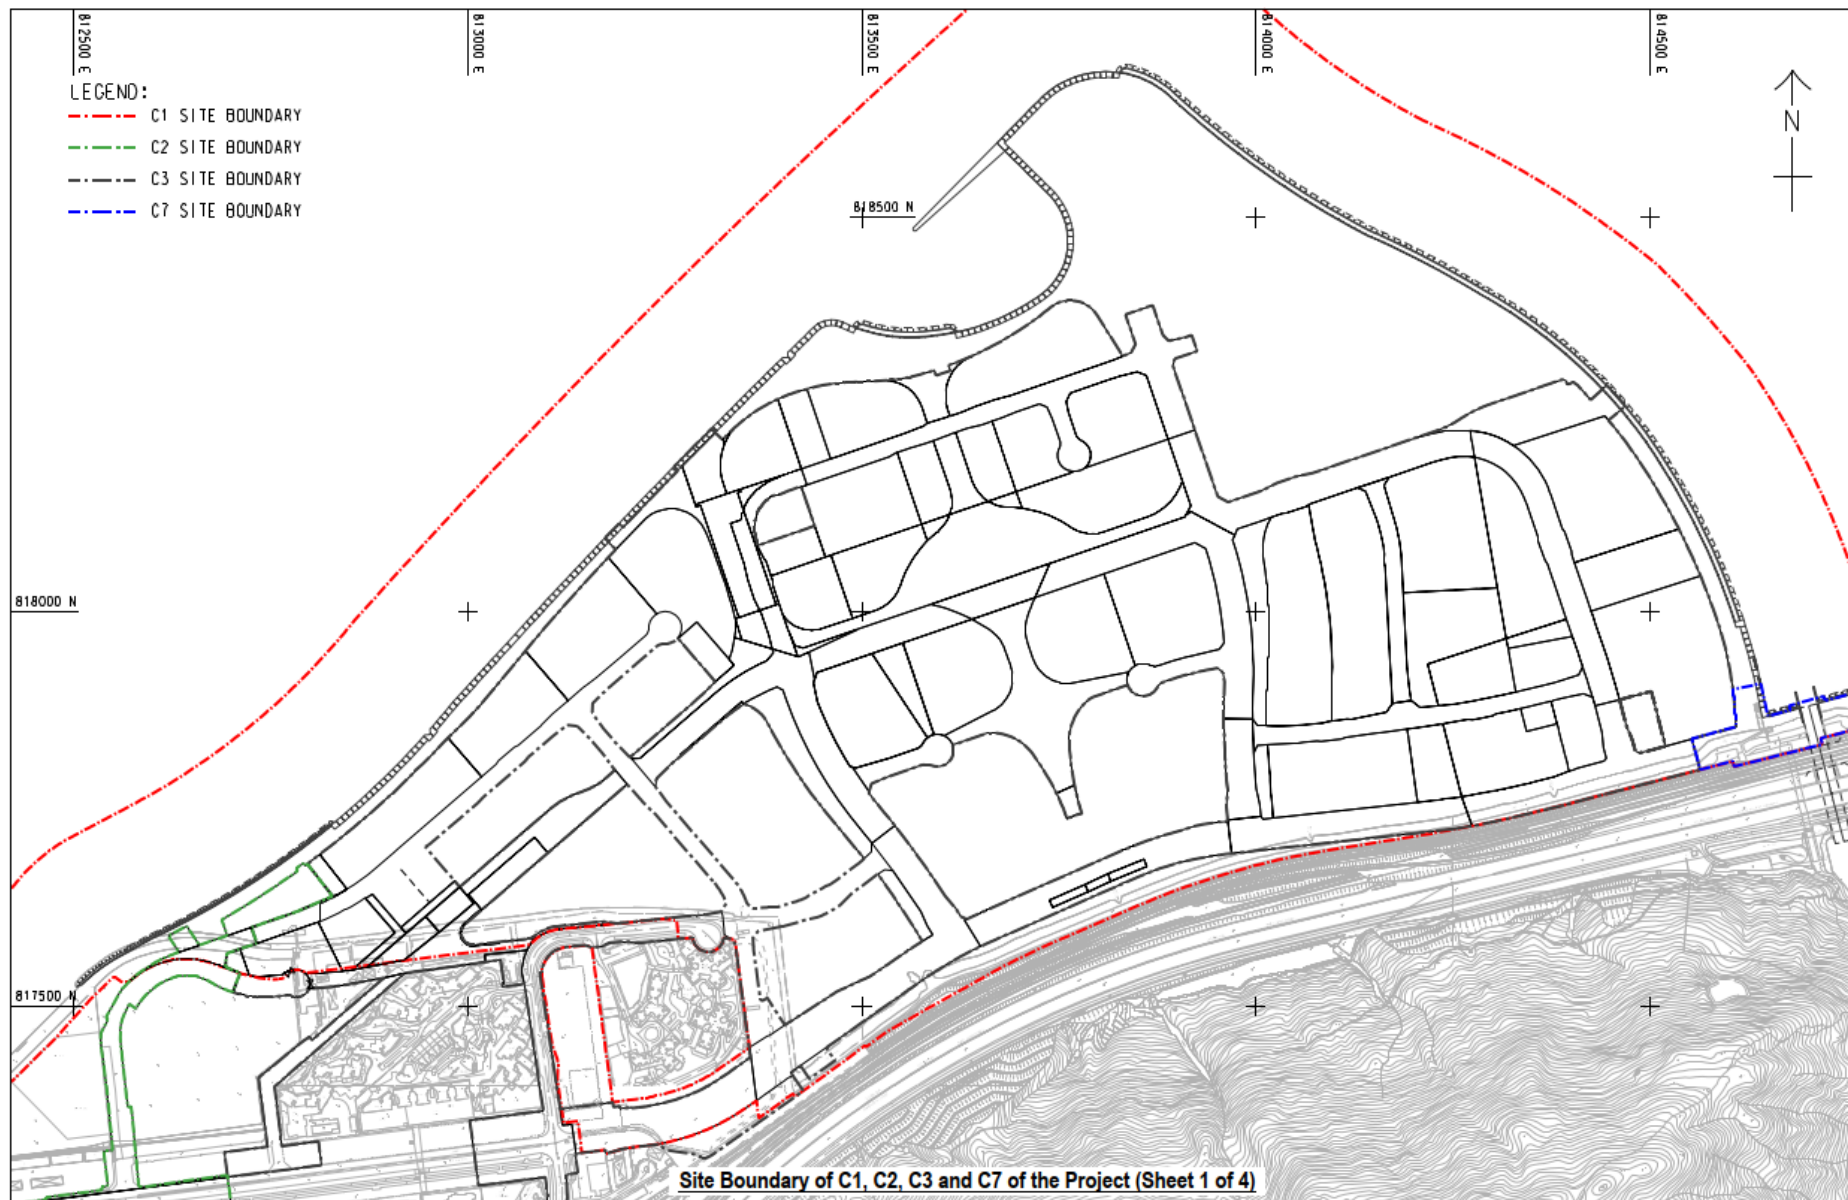 812500 E
813000 E
813500 E
814000 E
814500 E
LEGEND:
C1 SITE BOUNDARY
C2 SITE BOUNDARY
C3 SITE BOUNDARY
C7 SITE BOUNDARY
N
818500 N
818000 N
817500 N
Site Boundary of C1, C2, C3 and C7 of the Project (Sheet 1 of 4)